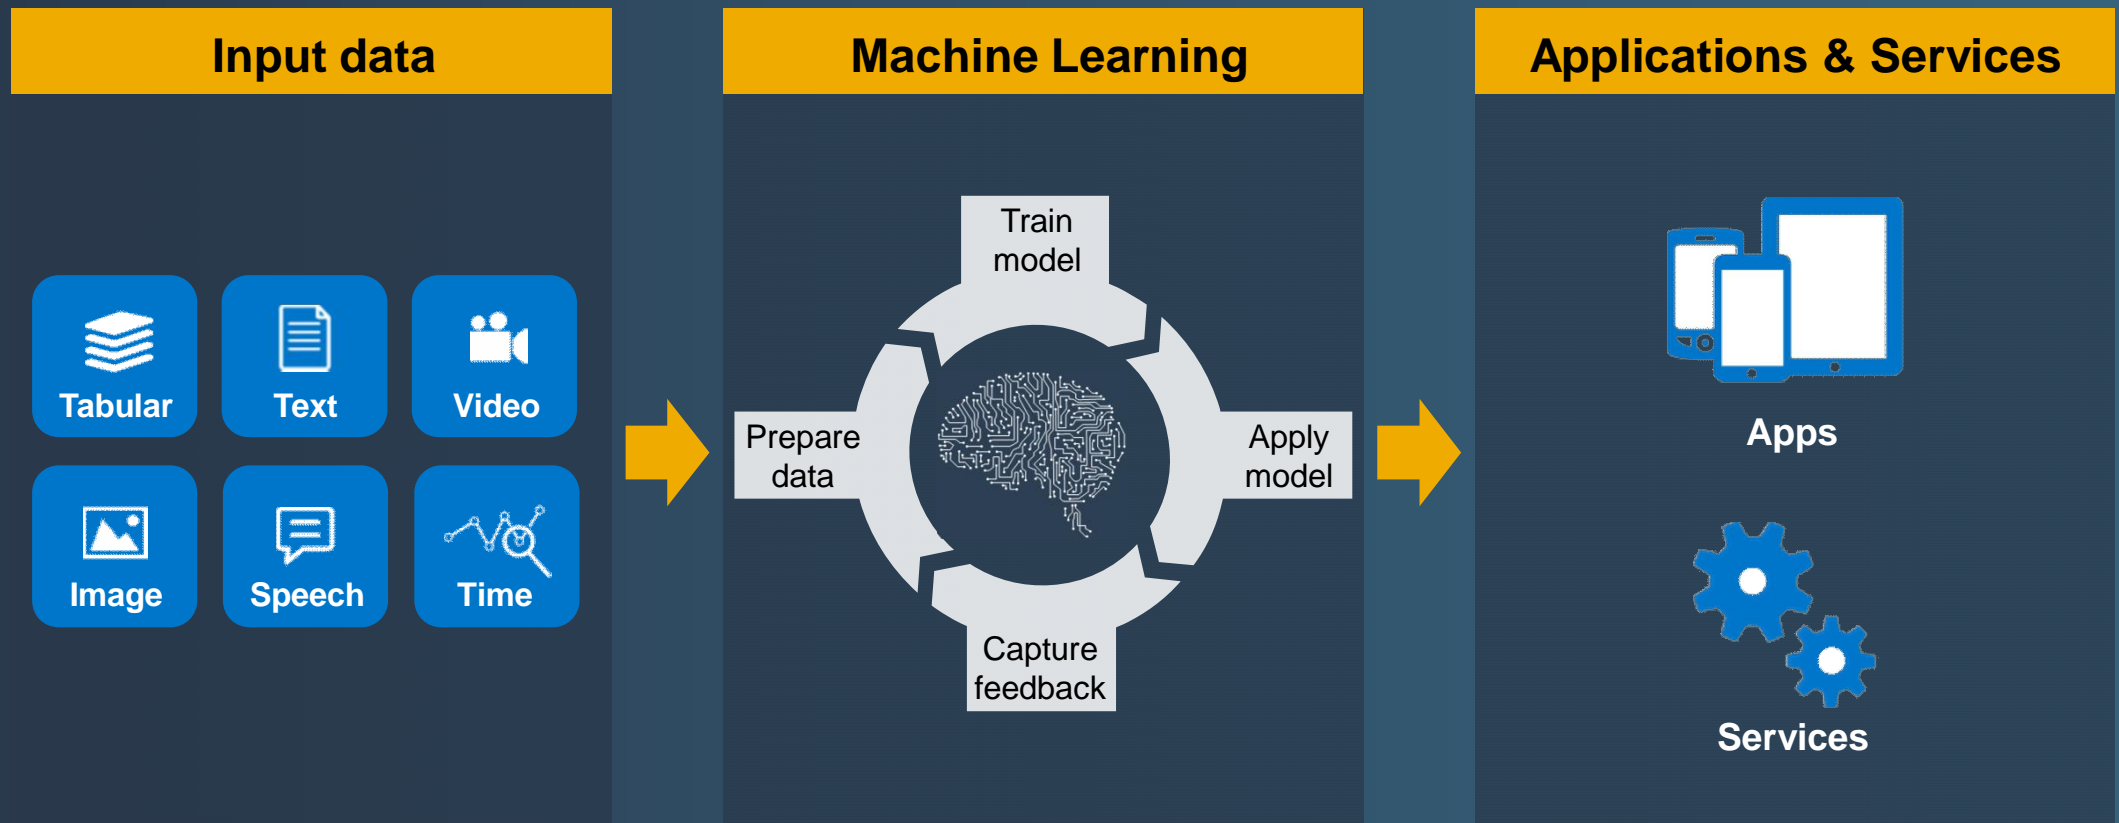 Input data
Tabular
Text
Video
Image
Speech
Time
Machine Learning
Train
model
Prepare
data
Apply
model
Capture
feedback
Applications & Services
Apps
Services